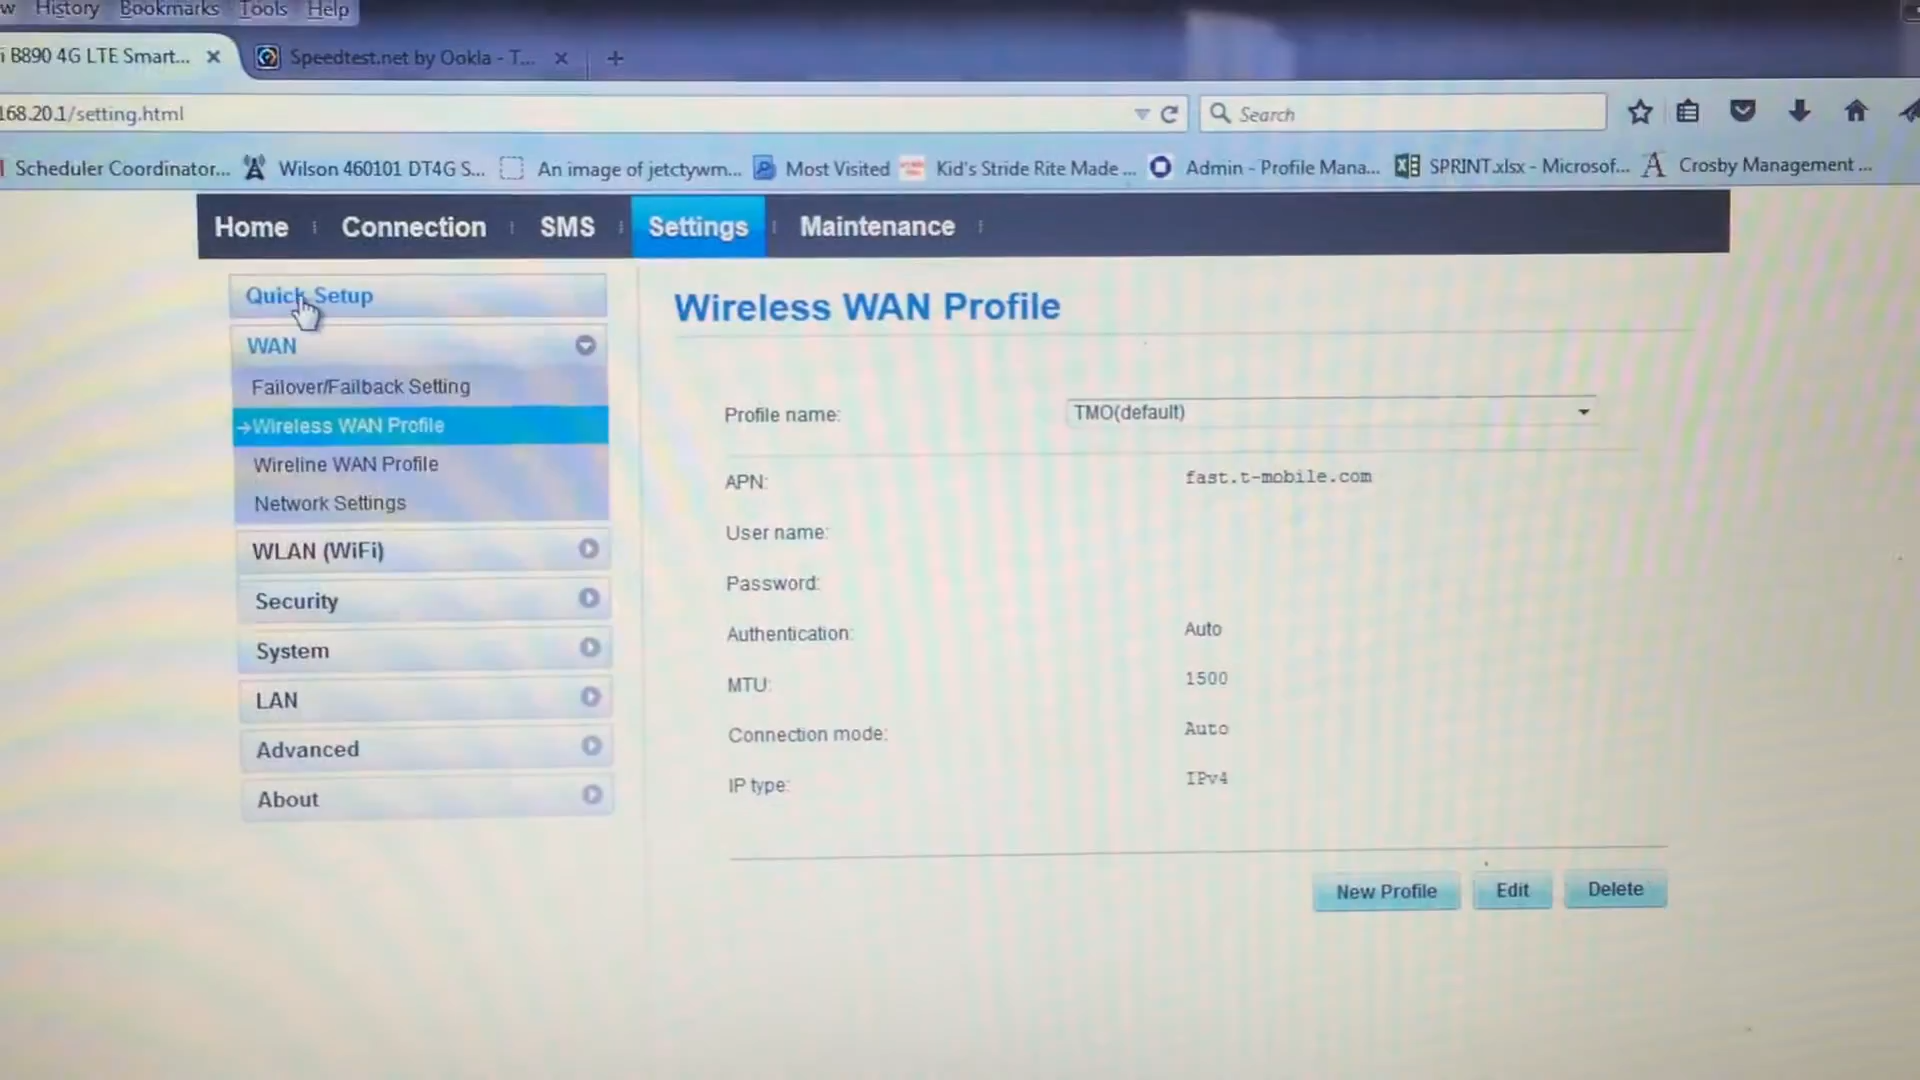 w History Bookmarks Tools Help
i B890 4G LTE Smart... Speedtest.net by Ookla - T...
168.20.1/setting.html Search
Scheduler Coordinator... Wilson 460101 DT4G S... An image of jetctywm... Most Visited Kid's Stride Rite Made ... Admin - Profile Mana... SPRINT.xlsx - Microsof... Crosby Management ...
Home Connection SMS Settings Maintenance
Quick Setup
WAN
Failover/Failback Setting
Wireless WAN Profile
Wireline WAN Profile
Network Settings
WLAN (WiFi)
Security
System
LAN
Advanced
About
Wireless WAN Profile
Profile name: TMO(default)
APN: fast.t-mobile.com
User name:
Password:
Authentication: Auto
MTU: 1500
Connection mode: Auto
IP type: IPv4
New Profile Edit Delete